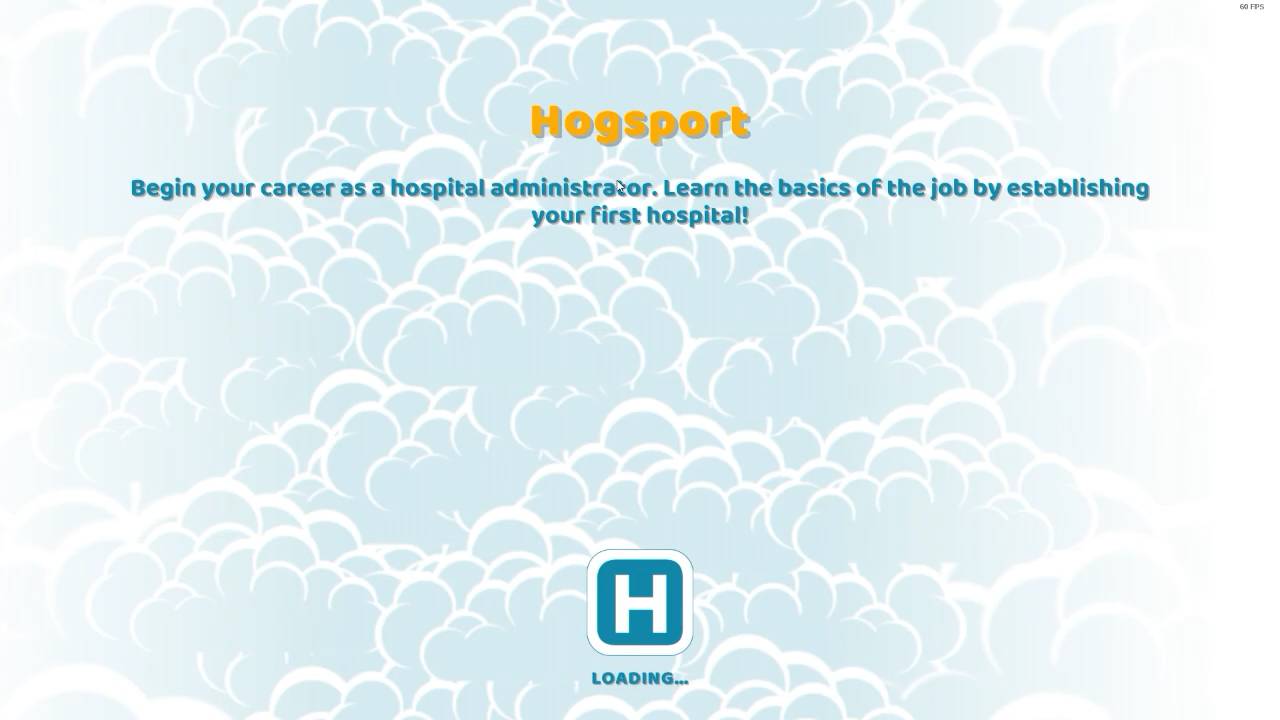 60 FPS
Hogsport
Begin your career as a hospital administrator. Learn the basics of the job by establishing
your first hospital!
H
LOADING...